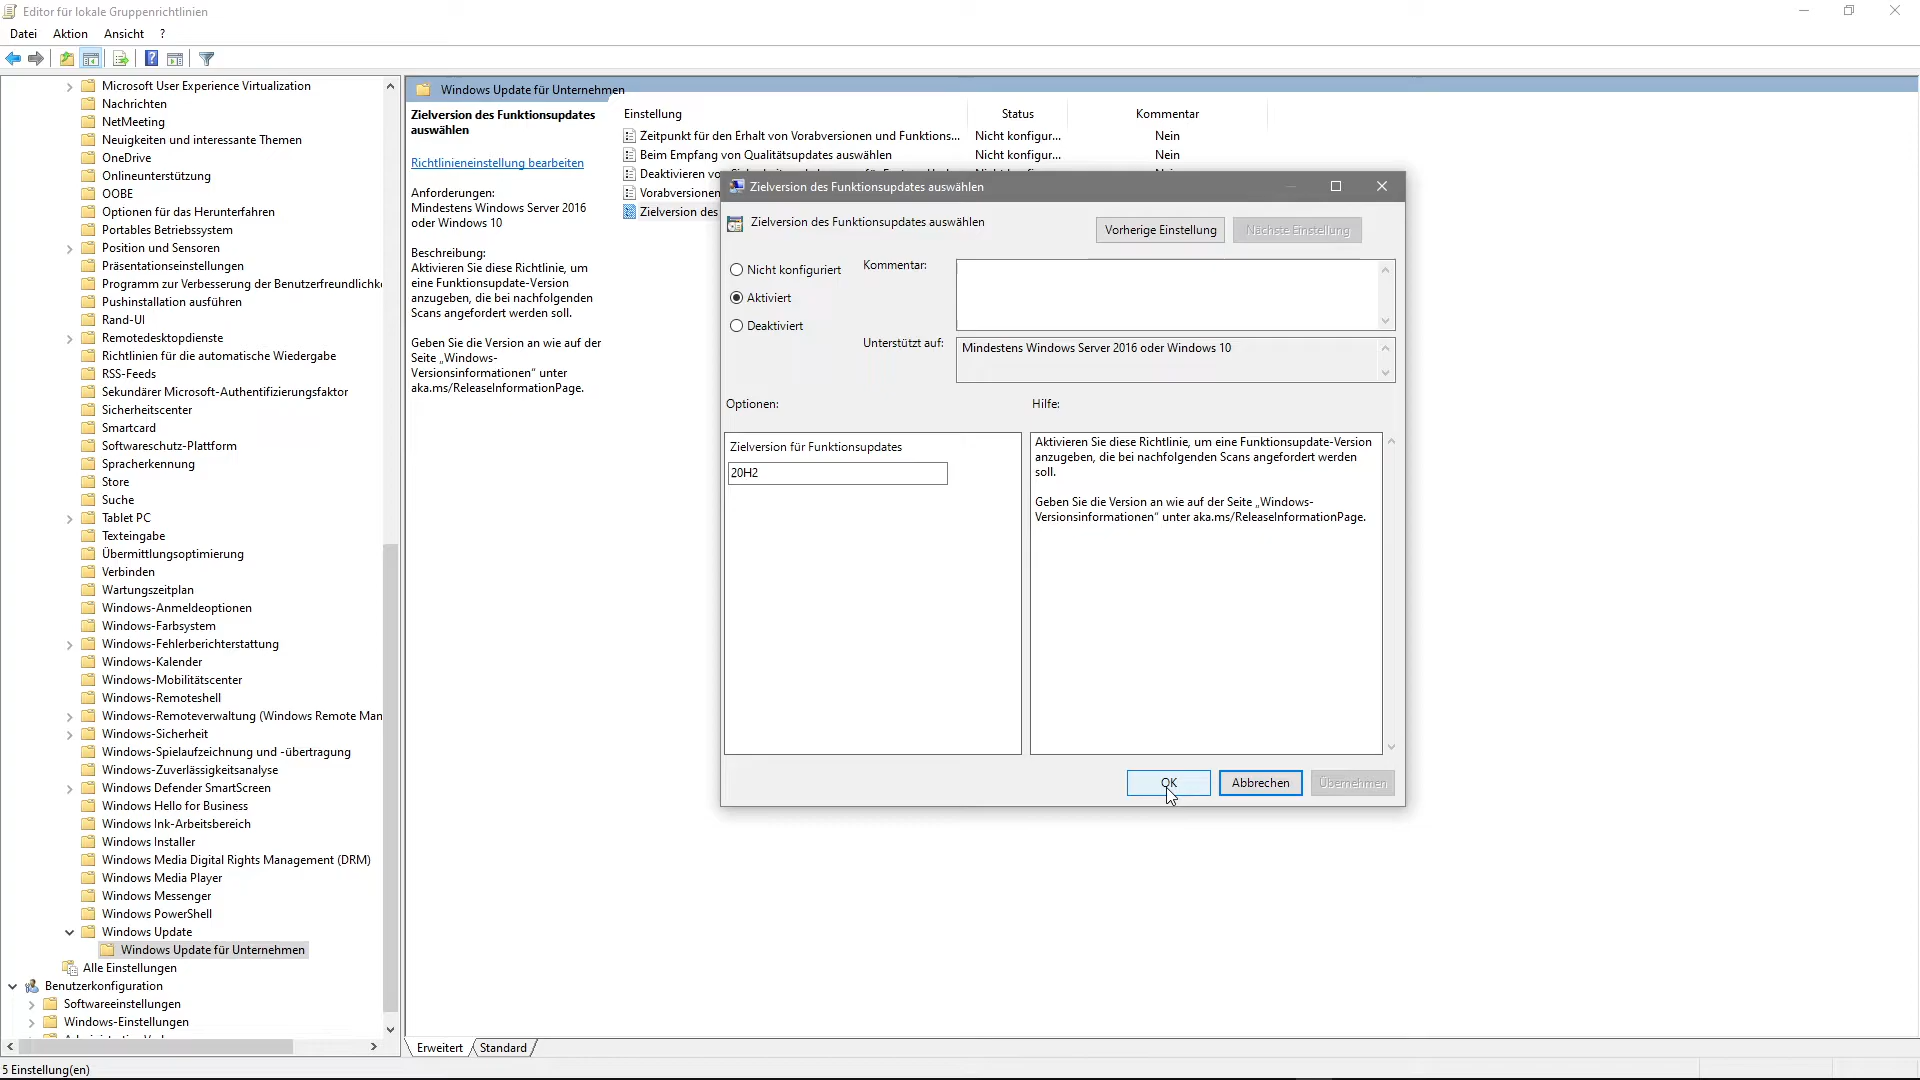 Editor für lokale Gruppenrichtlinien
Datei Aktion Ansicht ?
Microsoft User Experience Virtualization
Nachrichten
NetMeeting
Neuigkeiten und interessante Themen
OneDrive
Onlineunterstützung
OOBE
Optionen für das Herunterfahren
Portables Betriebssystem
Position und Sensoren
Präsentationseinstellungen
Programm zur Verbesserung der Benutzerfreundlichk
Pushinstallation ausführen
Rand-UI
Remotedesktopdienste
Richtlinien für die automatische Wiedergabe
RSS-Feeds
Sekundärer Microsoft-Authentifizierungsfaktor
Sicherheitscenter
Smartcard
Softwareschutz-Plattform
Spracherkennung
Store
Suche
Tablet PC
Texteingabe
Übermittlungsoptimierung
Verbinden
Wartungszeitplan
Windows-Anmeldeoptionen
Windows-Farbsystem
Windows-Fehlerberichterstattung
Windows-Kalender
Windows-Mobilitätscenter
Windows-Remoteshell
Windows-Remoteverwaltung (Windows Remote Man
Windows-Sicherheit
Windows-Spielaufzeichnung und -übertragung
Windows-Zuverlässigkeitsanalyse
Windows Defender SmartScreen
Windows Hello for Business
Windows Ink-Arbeitsbereich
Windows Installer
Windows Media Digital Rights Management (DRM)
Windows Media Player
Windows Messenger
Windows PowerShell
Windows Update
Windows Update für Unternehmen
Alle Einstellungen
Benutzerkonfiguration
Softwareeinstellungen
Windows-Einstellungen
Windows Update für Unternehmen
Zielversion des Funktionsupdates
auswählen
Richtlinieneinstellung bearbeiten
Anforderungen:
Mindestens Windows Server 2016
oder Windows 10
Beschreibung:
Aktivieren Sie diese Richtlinie, um
eine Funktionsupdate-Version
anzugeben, die bei nachfolgenden
Scans angefordert werden soll.
Geben Sie die Version an wie auf der
Seite „Windows-
Versionsinformationen“ unter
aka.ms/ReleaseInformationPage.
Einstellung Status Kommentar
Zeitpunkt für den Erhalt von Vorabversionen und Funktions... Nicht konfigur... Nein
Beim Empfang von Qualitätsupdates auswählen Nicht konfigur... Nein
Deaktivieren
Vorabversionen
Zielversion des
Zielversion des Funktionsupdates auswählen
Zielversion des Funktionsupdates auswählen
Vorherige Einstellung Nächste Einstellung
Nicht konfiguriert
Aktiviert
Deaktiviert
Kommentar:
Unterstützt auf:
Mindestens Windows Server 2016 oder Windows 10
Optionen:
Hilfe:
Zielversion für Funktionsupdates
20H2
Aktivieren Sie diese Richtlinie, um eine Funktionsupdate-Version
anzugeben, die bei nachfolgenden Scans angefordert werden
soll.
Geben Sie die Version an wie auf der Seite „Windows-
Versionsinformationen“ unter aka.ms/ReleaseInformationPage.
OK Abbrechen Übernehmen
Erweitert Standard
5 Einstellung(en)